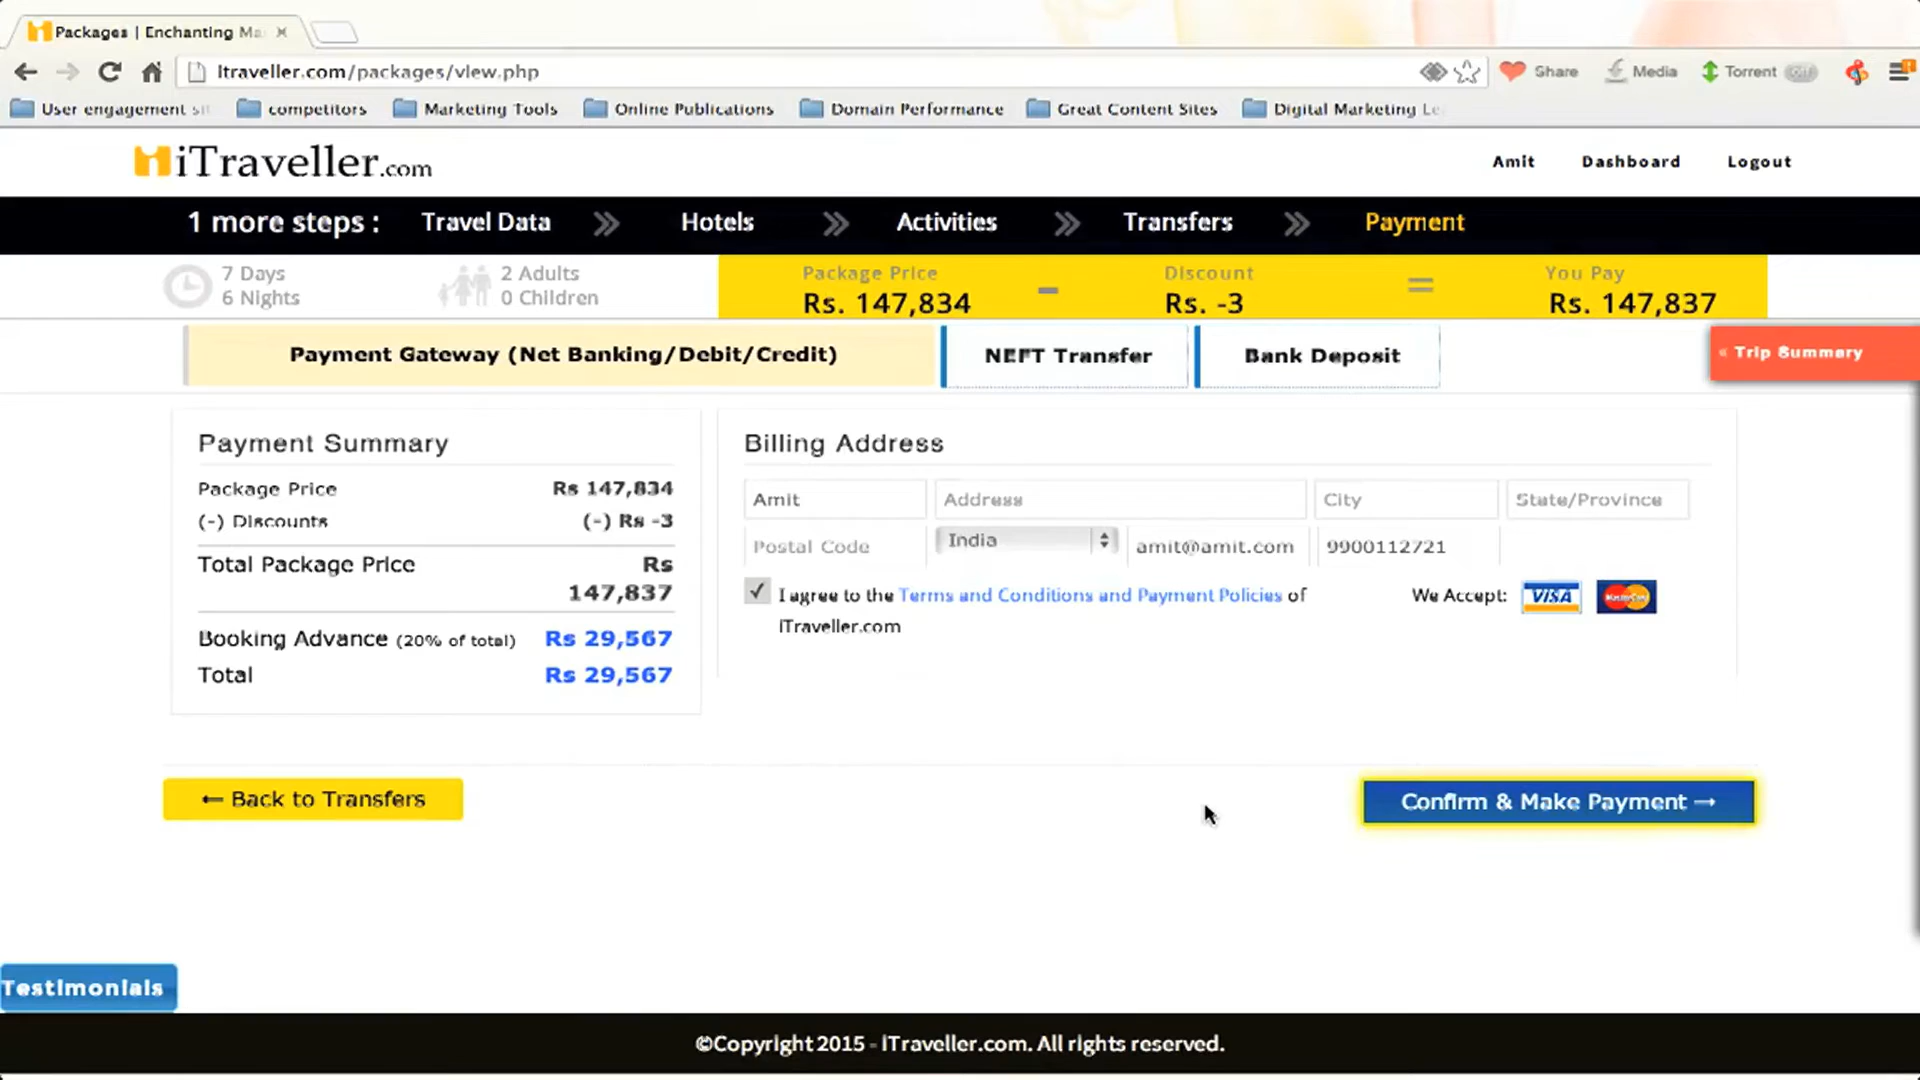 Packages | Enchanting Ma
itraveller.com/packages/view.php
Share
Media
Torrent
Off
User engagement si
competitors
Marketing Tools
Online Publications
Domain Performance
Great Content Sites
Digital Marketing Le
iTraveller.com
Amit
Dashboard
Logout
1 more steps :
Travel Data
Hotels
Activities
Transfers
Payment
7 Days
6 Nights
2 Adults
0 Children
Package Price
Rs. 147,834
-
Discount
Rs. -3
=
You Pay
Rs. 147,837
Payment Gateway (Net Banking/Debit/Credit)
NEFT Transfer
Bank Deposit
« Trip Summary
Payment Summary
Package Price Rs 147,834
(-) Discounts (-) Rs -3
Total Package Price Rs
147,837
Booking Advance (20% of total) Rs 29,567
Total Rs 29,567
Billing Address
Amit
Address
City
State/Province
Postal Code
India
amit@amit.com
9900112721
I agree to the Terms and Conditions and Payment Policies of
iTraveller.com
We Accept:
VISA
MasterCard
← Back to Transfers
Confirm & Make Payment →
Testimonials
©Copyright 2015 - iTraveller.com. All rights reserved.